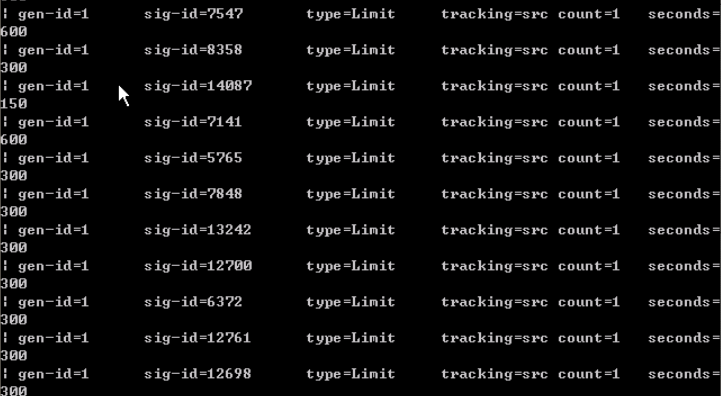 | gen-id=1 sig-id=7547 type=Limit tracking=src count=1 seconds=
600
| gen-id=1 sig-id=8358 type=Limit tracking=src count=1 seconds=
300
| gen-id=1 sig-id=14087 type=Limit tracking=src count=1 seconds=
150
| gen-id=1 sig-id=7141 type=Limit tracking=src count=1 seconds=
600
| gen-id=1 sig-id=5765 type=Limit tracking=src count=1 seconds=
300
| gen-id=1 sig-id=7848 type=Limit tracking=src count=1 seconds=
300
| gen-id=1 sig-id=13242 type=Limit tracking=src count=1 seconds=
300
| gen-id=1 sig-id=12700 type=Limit tracking=src count=1 seconds=
300
| gen-id=1 sig-id=6372 type=Limit tracking=src count=1 seconds=
300
| gen-id=1 sig-id=12761 type=Limit tracking=src count=1 seconds=
300
| gen-id=1 sig-id=12698 type=Limit tracking=src count=1 seconds=
300